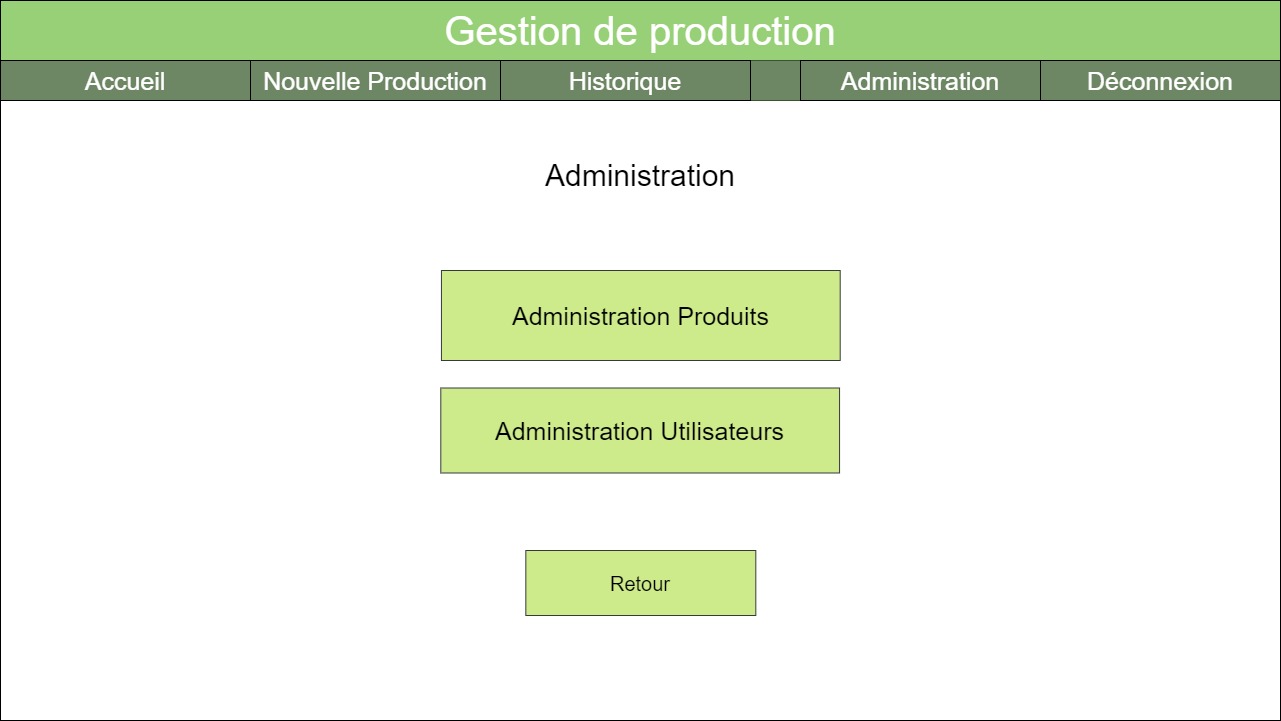 Gestion de production
Accueil
Nouvelle Production
Historique
Administration
Déconnexion
Administration
Administration Produits
Administration Utilisateurs
Retour